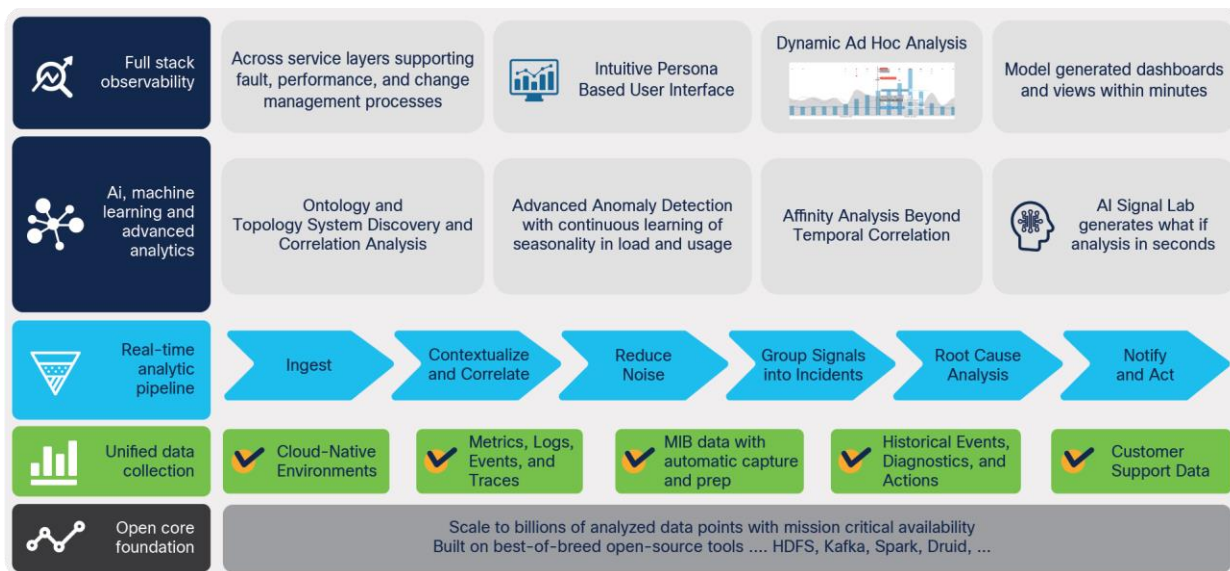 Full stack
observability
Across service layers supporting
fault, performance, and change
management processes
Intuitive Persona
Based User Interface
Dynamic Ad Hoc Analysis
Model generated dashboards
and views within minutes
Ai, machine
learning and
advanced
analytics
Ontology and
Topology System Discovery and
Correlation Analysis
Advanced Anomaly Detection
with continuous learning of
seasonality in load and usage
Affinity Analysis Beyond
Temporal Correlation
AI Signal Lab
generates what if
analysis in seconds
Real-time
analytic
pipeline
Ingest
Contextualize
and Correlate
Reduce
Noise
Group Signals
into Incidents
Root Cause
Analysis
Notify
and Act
Unified data
collection
Cloud-Native
Environments
Metrics, Logs,
Events, and
Traces
MIB data with
automatic capture
and prep
Historical Events,
Diagnostics, and
Actions
Customer
Support Data
Open core
foundation
Scale to billions of analyzed data points with mission critical availability
Built on best-of-breed open-source tools .... HDFS, Kafka, Spark, Druid, ...